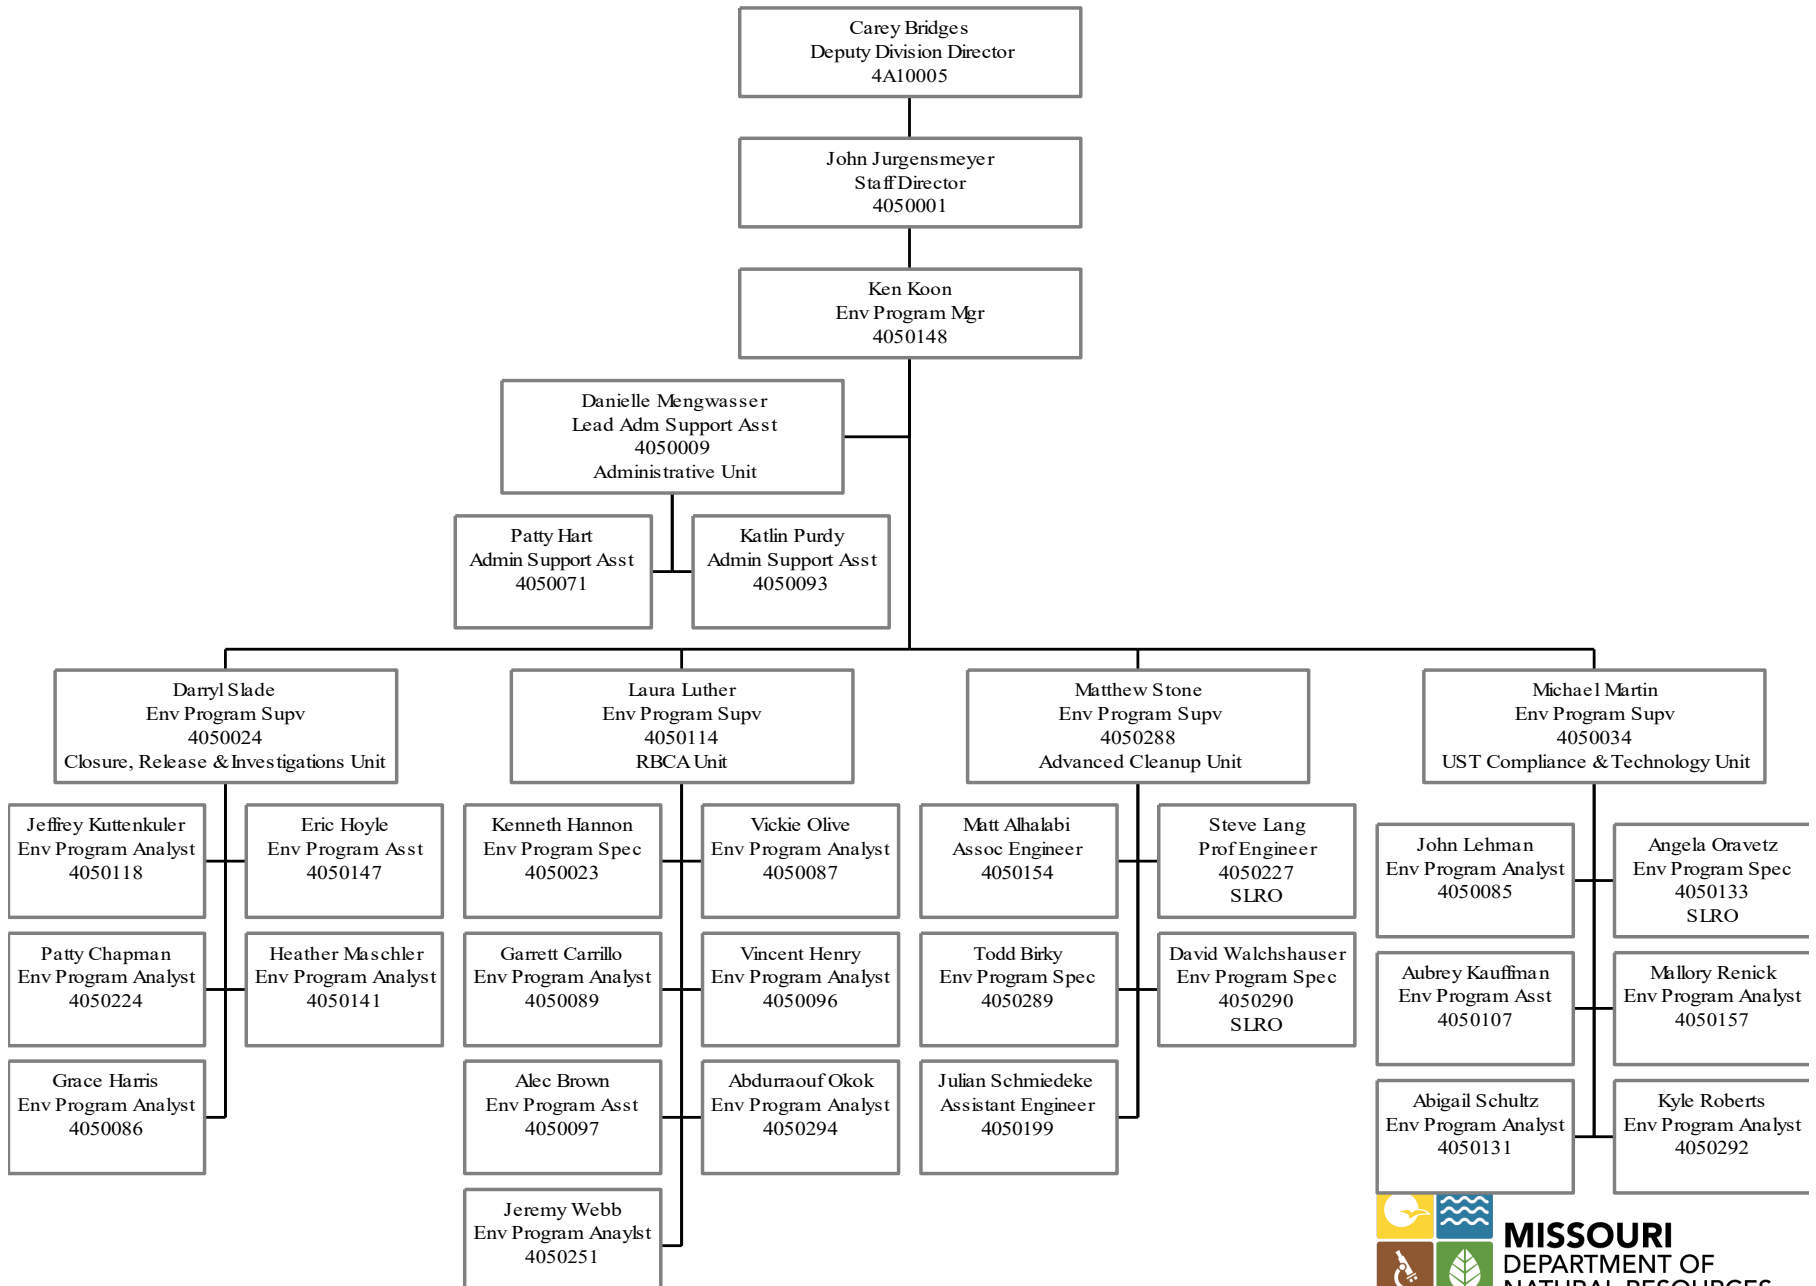 Carey Bridges
Deputy Division Director
4A10005
John Jurgensmeyer
Staff Director
4050001
Ken Koon
Env Program Mgr
4050148
Danielle Mengwasser
Lead Adm Support Asst
4050009
Administrative Unit
Patty Hart
Admin Support Asst
4050071
Katlin Purdy
Admin Support Asst
4050093
Darryl Slade
Env Program Supv
4050024
Closure, Release & Investigations Unit
Laura Luther
Env Program Supv
4050114
RBCA Unit
Matthew Stone
Env Program Supv
4050288
Advanced Cleanup Unit
Michael Martin
Env Program Supv
4050034
UST Compliance & Technology Unit
Jeffrey Kuttenkuler
Env Program Analyst
4050118
Eric Hoyle
Env Program Asst
4050147
Patty Chapman
Env Program Analyst
4050224
Heather Maschler
Env Program Analyst
4050141
Grace Harris
Env Program Analyst
4050086
Kenneth Hannon
Env Program Spec
4050023
Vickie Olive
Env Program Analyst
4050087
Garrett Carrillo
Env Program Analyst
4050089
Vincent Henry
Env Program Analyst
4050096
Alec Brown
Env Program Asst
4050097
Abdurraouf Okok
Env Program Analyst
4050294
Jeremy Webb
Env Program Anaylst
4050251
Matt Alhalabi
Assoc Engineer
4050154
Steve Lang
Prof Engineer
4050227
SLRO
Todd Birky
Env Program Spec
4050289
David Walchshauser
Env Program Spec
4050290
SLRO
Julian Schmiedeke
Assistant Engineer
4050199
John Lehman
Env Program Analyst
4050085
Angela Oravetz
Env Program Spec
4050133
SLRO
Aubrey Kauffman
Env Program Asst
4050107
Mallory Renick
Env Program Analyst
4050157
Abigail Schultz
Env Program Analyst
4050131
Kyle Roberts
Env Program Analyst
4050292
MISSOURI
DEPARTMENT OF
NATURAL RESOURCES